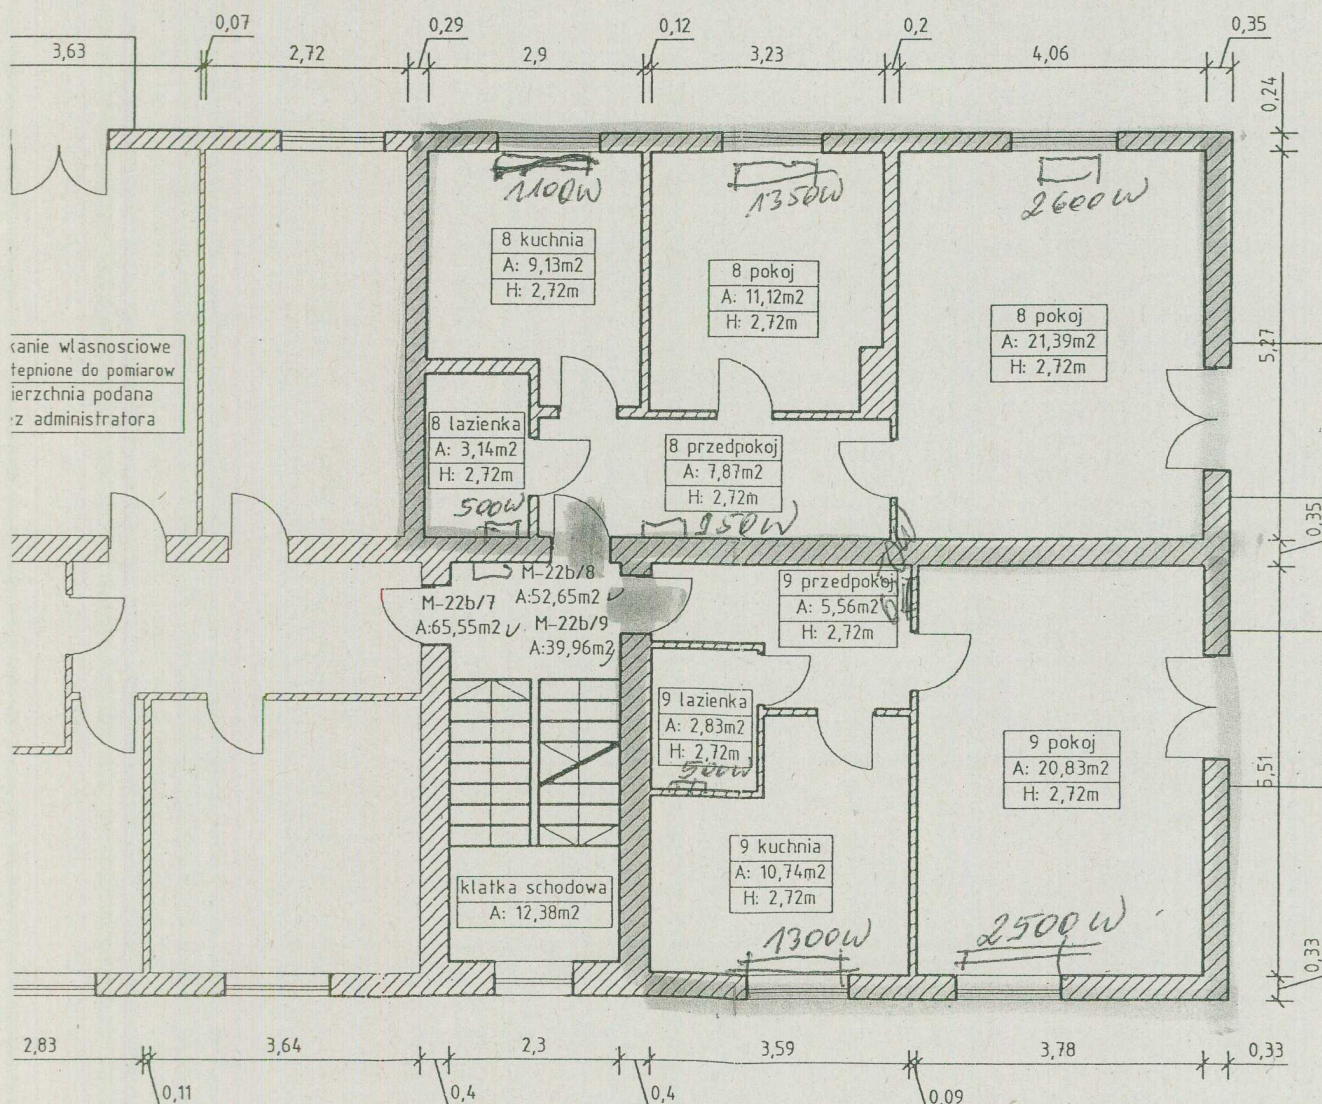 0,07
0,29
0,12
0,2
0,35
3,63
2,72
2,9
3,23
4,06
0,24
1100W
1350W
2600W
8 kuchnia
A: 9,13m2
H: 2,72m
8 pokoj
A: 11,12m2
H: 2,72m
8 pokoj
A: 21,39m2
H: 2,72m
5,27
kanie wlasnosciowe
tepnione do pomiarow
ierzchnia podana
z administratora
8 lazienka
A: 3,14m2
H: 2,72m
500W
8 przedpokoj
A: 7,87m2
H: 2,72m
0,35
M-22b/8
A:52,65m2
M-22b/7
A:65,55m2
M-22b/9
A:39,96m2
9 przedpokoj
A: 5,56m2
H: 2,72m
9 lazienka
A: 2,83m2
H: 2,72m
500W
9 pokoj
A: 20,83m2
H: 2,72m
5,51
9 kuchnia
A: 10,74m2
H: 2,72m
klatka schodowa
A: 12,38m2
1300W
2500W
0,33
2,83
3,64
2,3
3,59
3,78
0,33
0,11
0,4
0,4
0,09